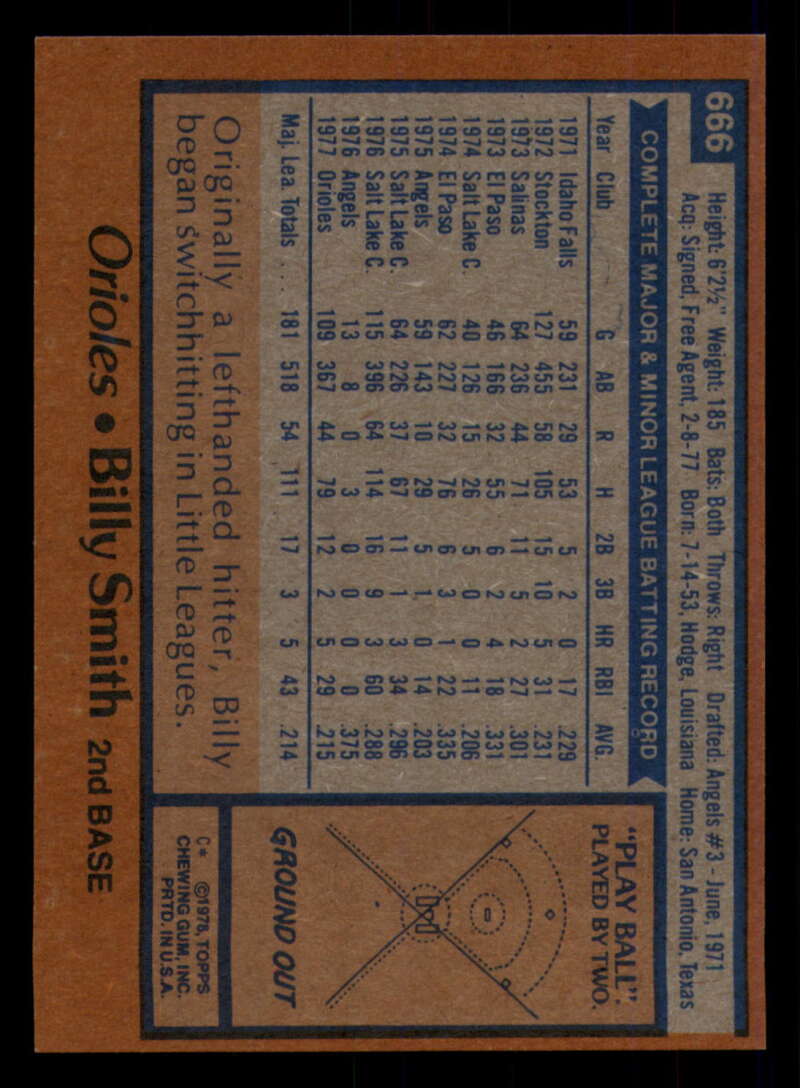 666
Height: 6'2½" Weight: 185 Bats: Both Throws: Right Drafted: Angels #3 - June, 1971
Acq: Signed, Free Agent, 2-8-77 Born: 7-14-53, Hodge, Louisiana Home: San Antonio, Texas
COMPLETE MAJOR & MINOR LEAGUE BATTING RECORD
Year Club G AB R H 2B 3B HR RBI AVG.
1971 Idaho Falls 59 231 29 53 5 2 0 17 .229
1972 Stockton 127 455 58 105 15 10 5 31 .231
1973 Salinas 64 236 44 71 11 5 2 27 .301
1973 El Paso 46 166 32 55 6 2 4 18 .331
1974 Salt Lake C. 40 126 15 26 5 0 0 11 .206
1974 El Paso 62 227 32 76 6 3 1 22 .335
1975 Angels 59 143 10 29 5 1 0 14 .203
1975 Salt Lake C. 64 226 37 67 11 1 3 34 .296
1976 Salt Lake C. 115 396 64 114 16 9 3 60 .288
1976 Angels 13 8 0 3 0 0 0 0 .375
1977 Orioles 109 367 44 79 12 2 5 29 .215
Maj. Lea. Totals . . . 181 518 54 111 17 3 5 43 .214
Originally a lefthanded hitter, Billy
began switchhitting in Little Leagues.
"PLAY BALL":
PLAYED BY TWO.
GROUND OUT
C* ©1978, TOPPS
CHEWING GUM, INC.
PRTD. IN U.S.A.
Orioles • Billy Smith 2nd BASE